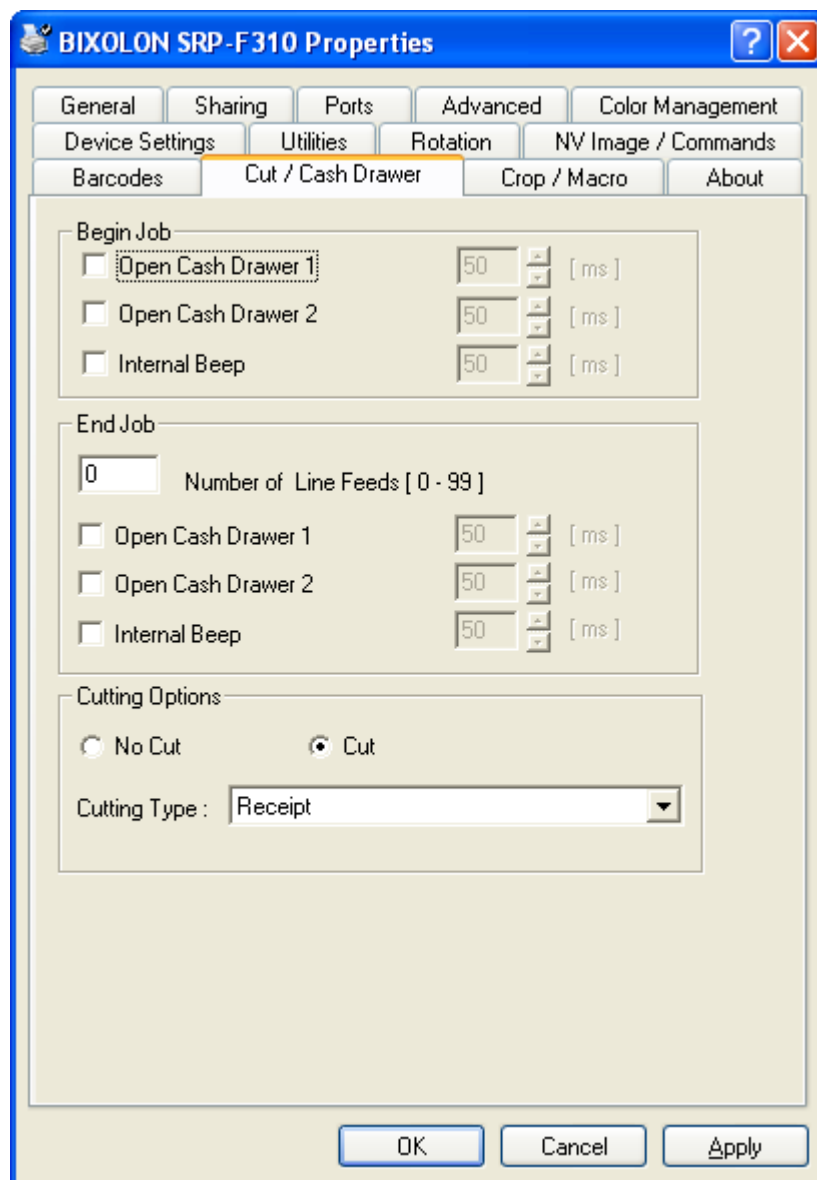 BIXOLON SRP-F310 Properties
General Sharing Ports Advanced Color Management
Device Settings Utilities Rotation NV Image / Commands
Barcodes Cut / Cash Drawer Crop / Macro About
Begin Job
Open Cash Drawer 1 50 [ ms ]
Open Cash Drawer 2 50 [ ms ]
Internal Beep 50 [ ms ]
End Job
0 Number of Line Feeds [ 0 - 99 ]
Open Cash Drawer 1 50 [ ms ]
Open Cash Drawer 2 50 [ ms ]
Internal Beep 50 [ ms ]
Cutting Options
No Cut Cut
Cutting Type : Receipt
OK Cancel Apply